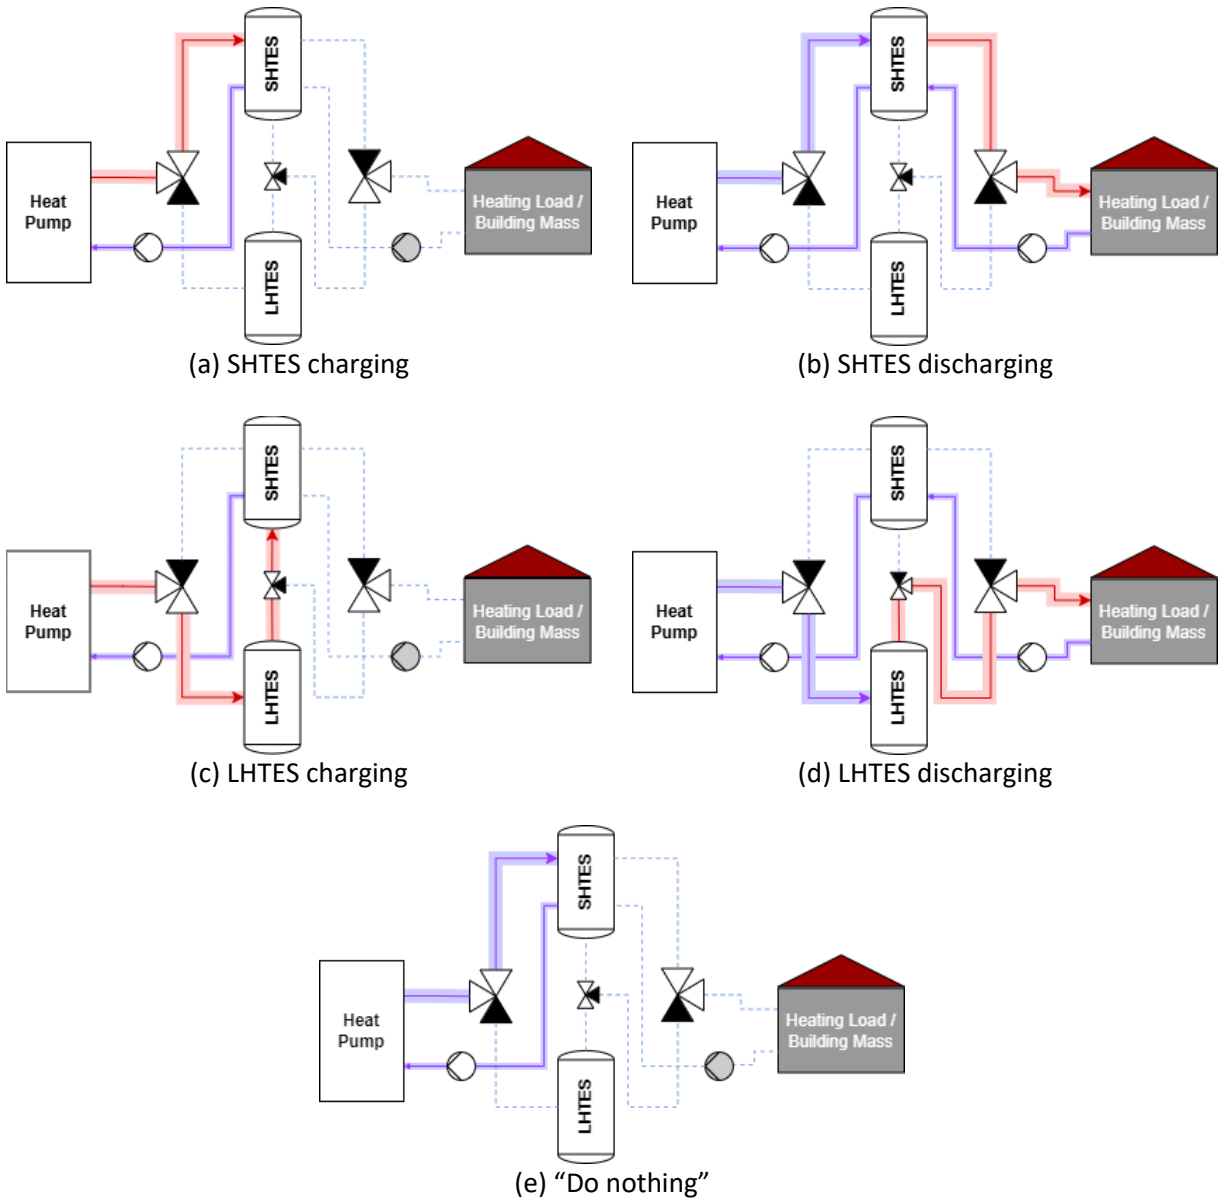 SHTES
Heat
Pump
Heating Load /
Building Mass
LHTES
(a) SHTES charging
SHTES
Heat
Pump
Heating Load /
Building Mass
LHTES
(b) SHTES discharging
SHTES
Heat
Pump
Heating Load /
Building Mass
LHTES
(c) LHTES charging
SHTES
Heat
Pump
Heating Load /
Building Mass
LHTES
(d) LHTES discharging
SHTES
Heat
Pump
Heating Load /
Building Mass
LHTES
(e) “Do nothing”